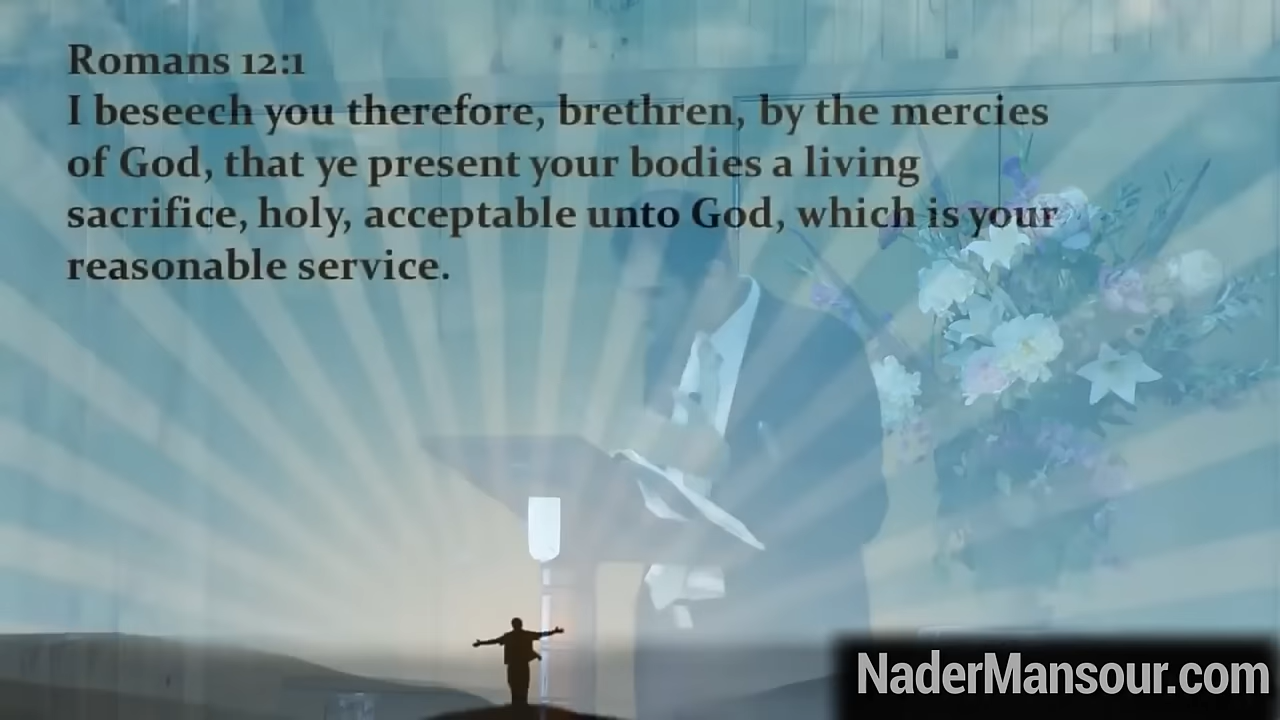 Romans 12:1
I beseech you therefore, brethren, by the mercies
of God, that ye present your bodies a living
sacrifice, holy, acceptable unto God, which is your
reasonable service.
NaderMansour.com